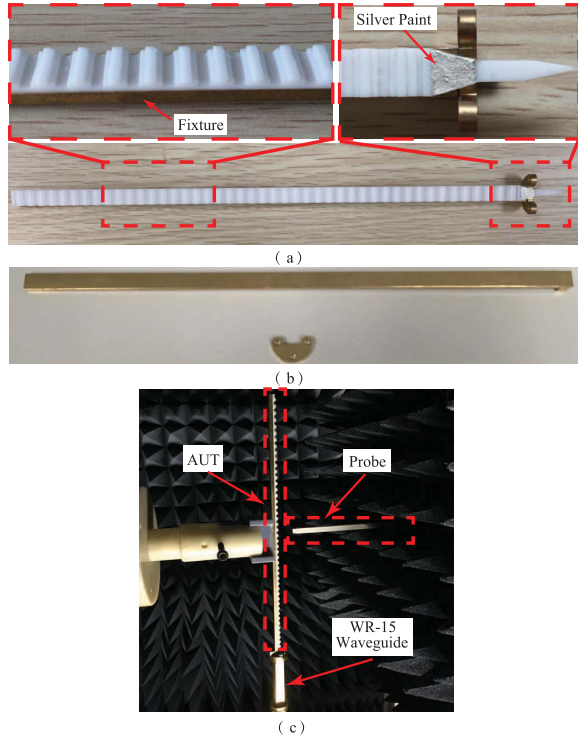 Silver Paint
Fixture
( a )
( b )
AUT
Probe
WR-15
Waveguide
( c )